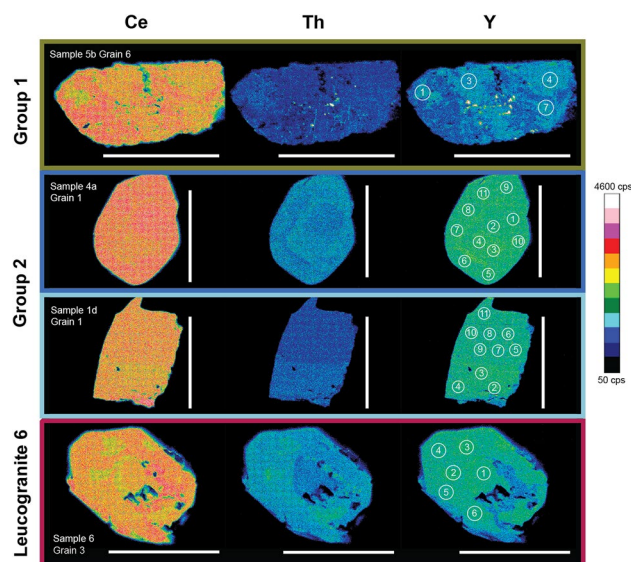 Ce Th Y
Group 1
Sample 5b Grain 6
1 3 4 7
Group 2
Sample 4a
Grain 1
11 9 8 1 2 7 4 3 10 6 5
4600 cps
50 cps
Sample 1d
Grain 1
11
10 8 6
9 7 5
3
4 2
Leucogranite 6
4 3
2 1
5
6
Sample 6
Grain 3